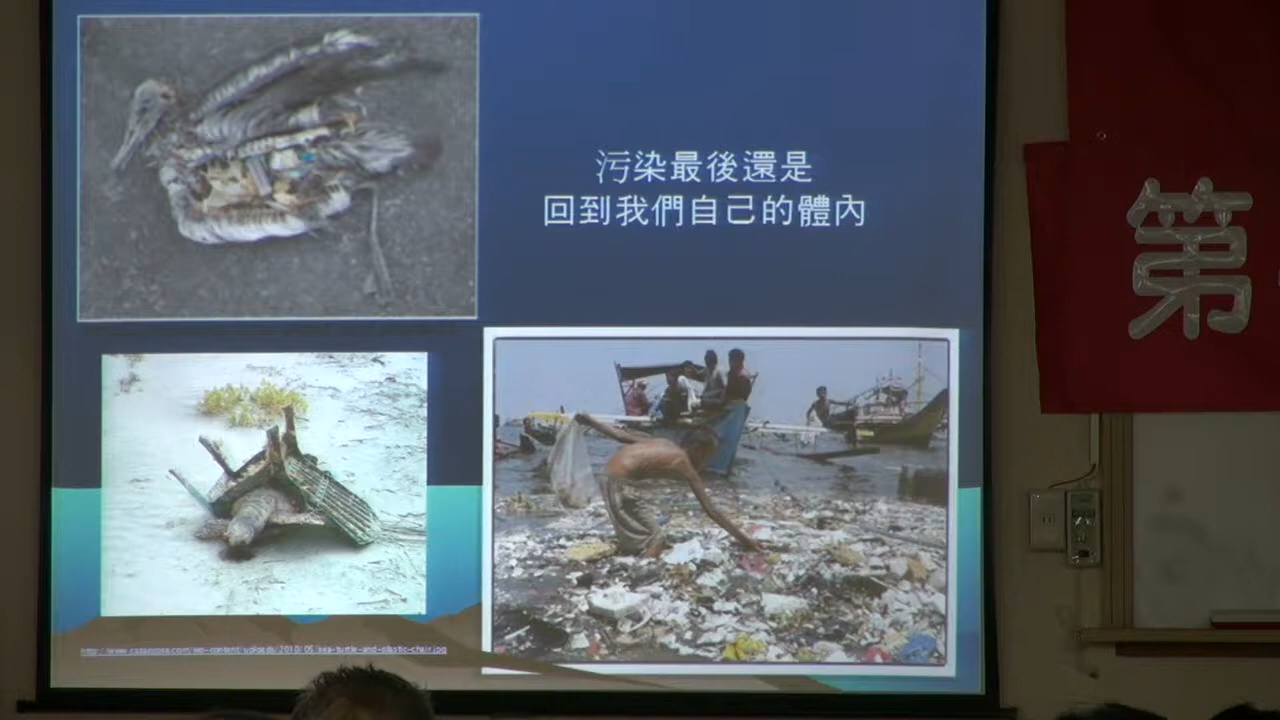 污染最後還是
回到我們自己的體內
第